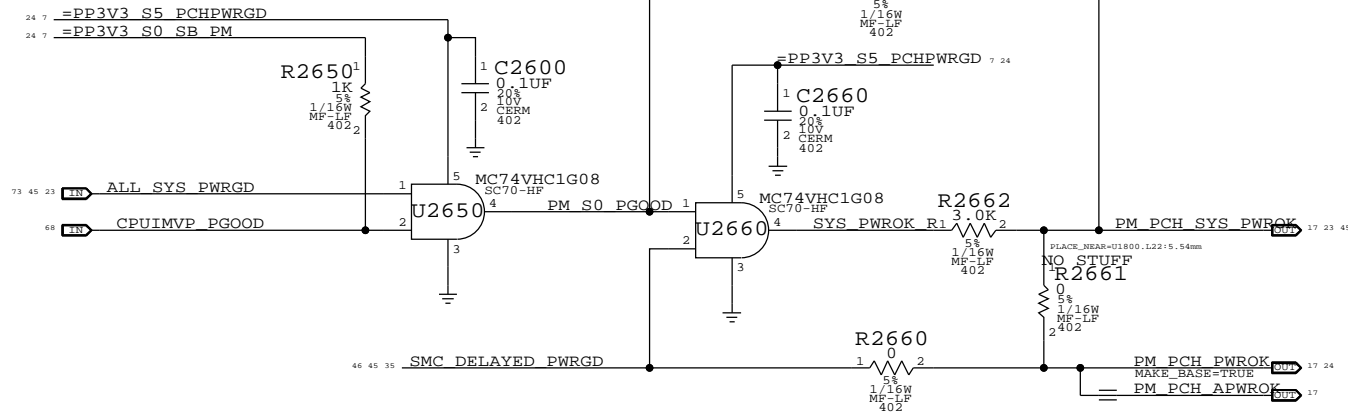 24 7 =PP3V3_S5_PCHPWRGD
24 7 =PP3V3_S0_SB_PM
5%
1/16W
MF-LF
402
=PP3V3_S5_PCHPWRGD 7 24
R2650
1
1K
5%
1/16W
MF-LF
402
2
1
C2600
0.1UF
20%
10V
CERM
402
2
1
C2660
0.1UF
20%
10V
CERM
402
2
73 45 23 IN ALL_SYS_PWRGD
68 IN CPUIMVP_PGOOD
1
2
5
MC74VHC1G08
SC70-HF
U2650
4
3
PM_S0_PGOOD
1
2
5
MC74VHC1G08
SC70-HF
U2660
4
3
SYS_PWROK_R
R2662
1
3.0K
2
5%
1/16W
MF-LF
402
PM_PCH_SYS_PWROK OUT 17 23 45
PLACE_NEAR=U1800.L22:5.54mm
NO STUFF
1
R2661
0
5%
1/16W
MF-LF
402
2
46 45 35 SMC_DELAYED_PWRGD
R2660
1
0
2
5%
1/16W
MF-LF
402
PM_PCH_PWROK OUT 17 24
MAKE_BASE=TRUE
PM_PCH_APWROK OUT 17